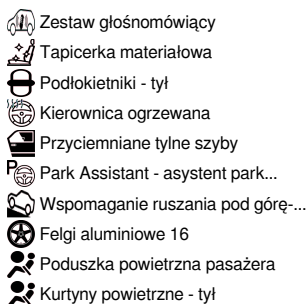 Zestaw głośnomówiący
Tapicerka materiałowa
Podłokietniki - tył
Kierownica ogrzewana
Przyciemniane tylne szyby
P Park Assistant - asystent park...
Wspomaganie ruszania pod górę-...
Felgi aluminiowe 16
Poduszka powietrzna pasażera
Kurtyny powietrzne - tył